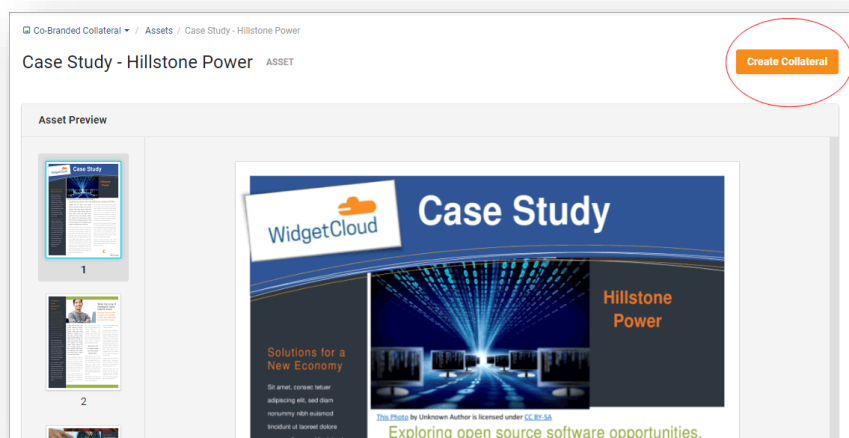 Co-Branded Collateral / Assets / Case Study - Hillstone Power
Case Study - Hillstone Power ASSET
Create Collateral
Asset Preview
Case Study
1
2
WidgetCloud
Case Study
Hillstone
Power
Solutions for a
New Economy
Sit amet, consec tetuer
adipiscing elit, sed diam
nonummy nibh euismod
tincidunt ut laoreet dolore
This Photo by Unknown Author is licensed under CC BY-SA
Exploring open source software opportunities.